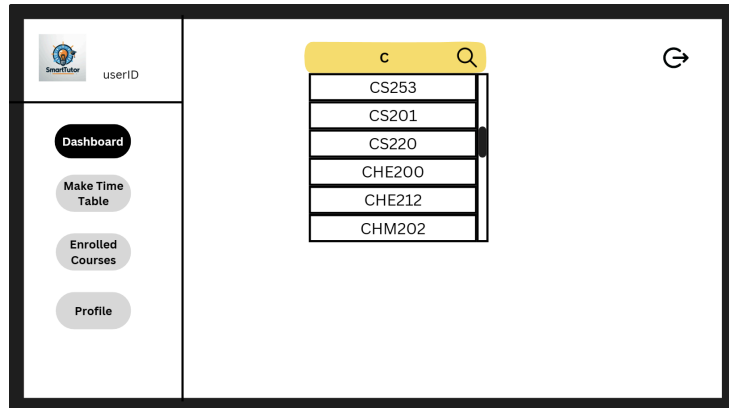 SmartTutor
userID
Dashboard
Make Time
Table
Enrolled
Courses
Profile
C
CS253
CS201
CS220
CHE200
CHE212
CHM202